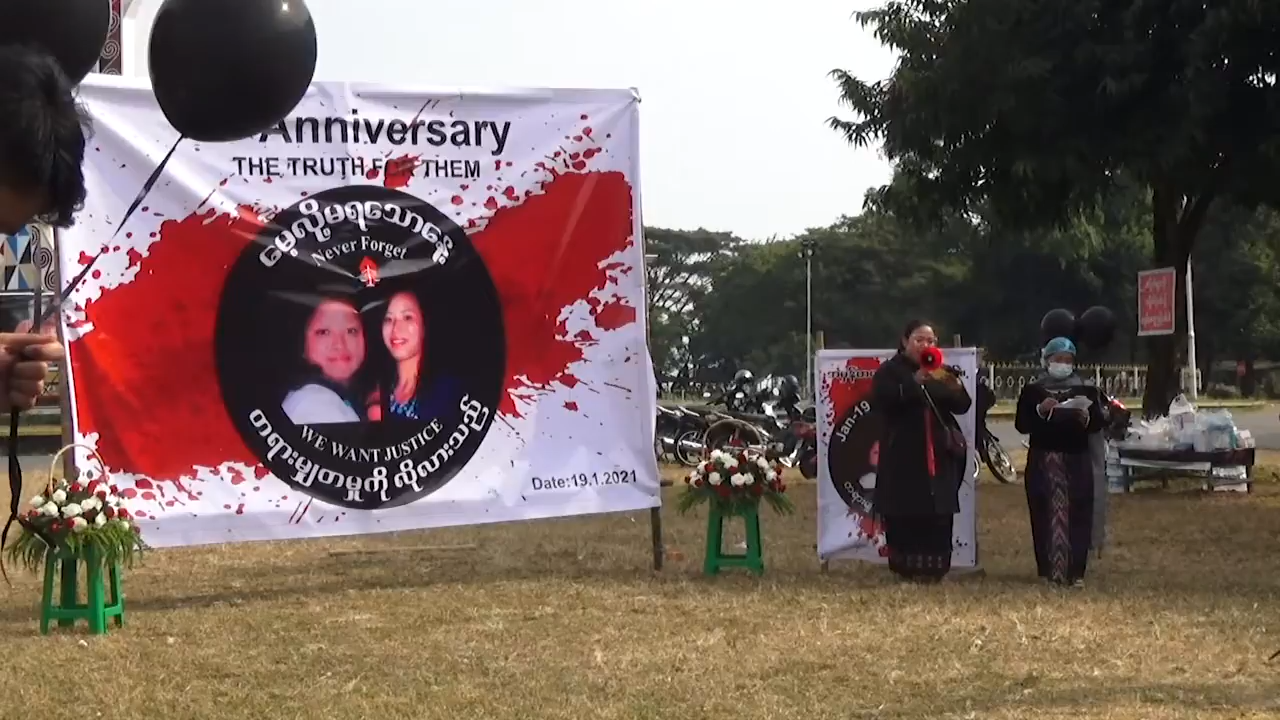 Anniversary
THE TRUTH FOR THEM
မေ့လို့မရသောနေ့
Never Forget
WE WANT JUSTICE
တရားမျှတမှုကို လိုလားသည်
Date:19.1.2021
Jan-19